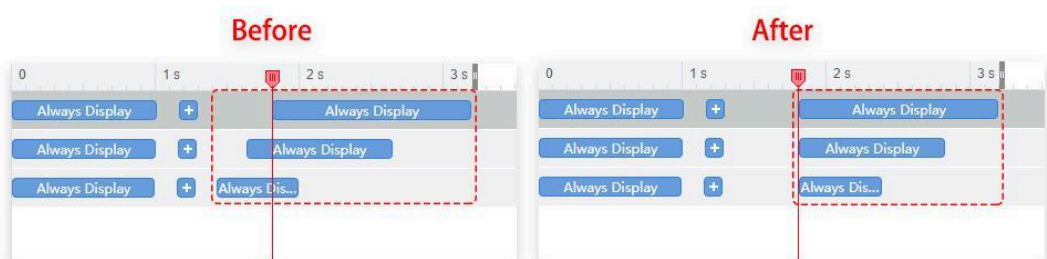 Before After
0 1 s 2 s 3 s 0 1 s 2 s 3 s
Always Display + Always Display Always Display + Always Display
Always Display + Always Display Always Display + Always Display
Always Display + Always Dis... Always Display + Always Dis...